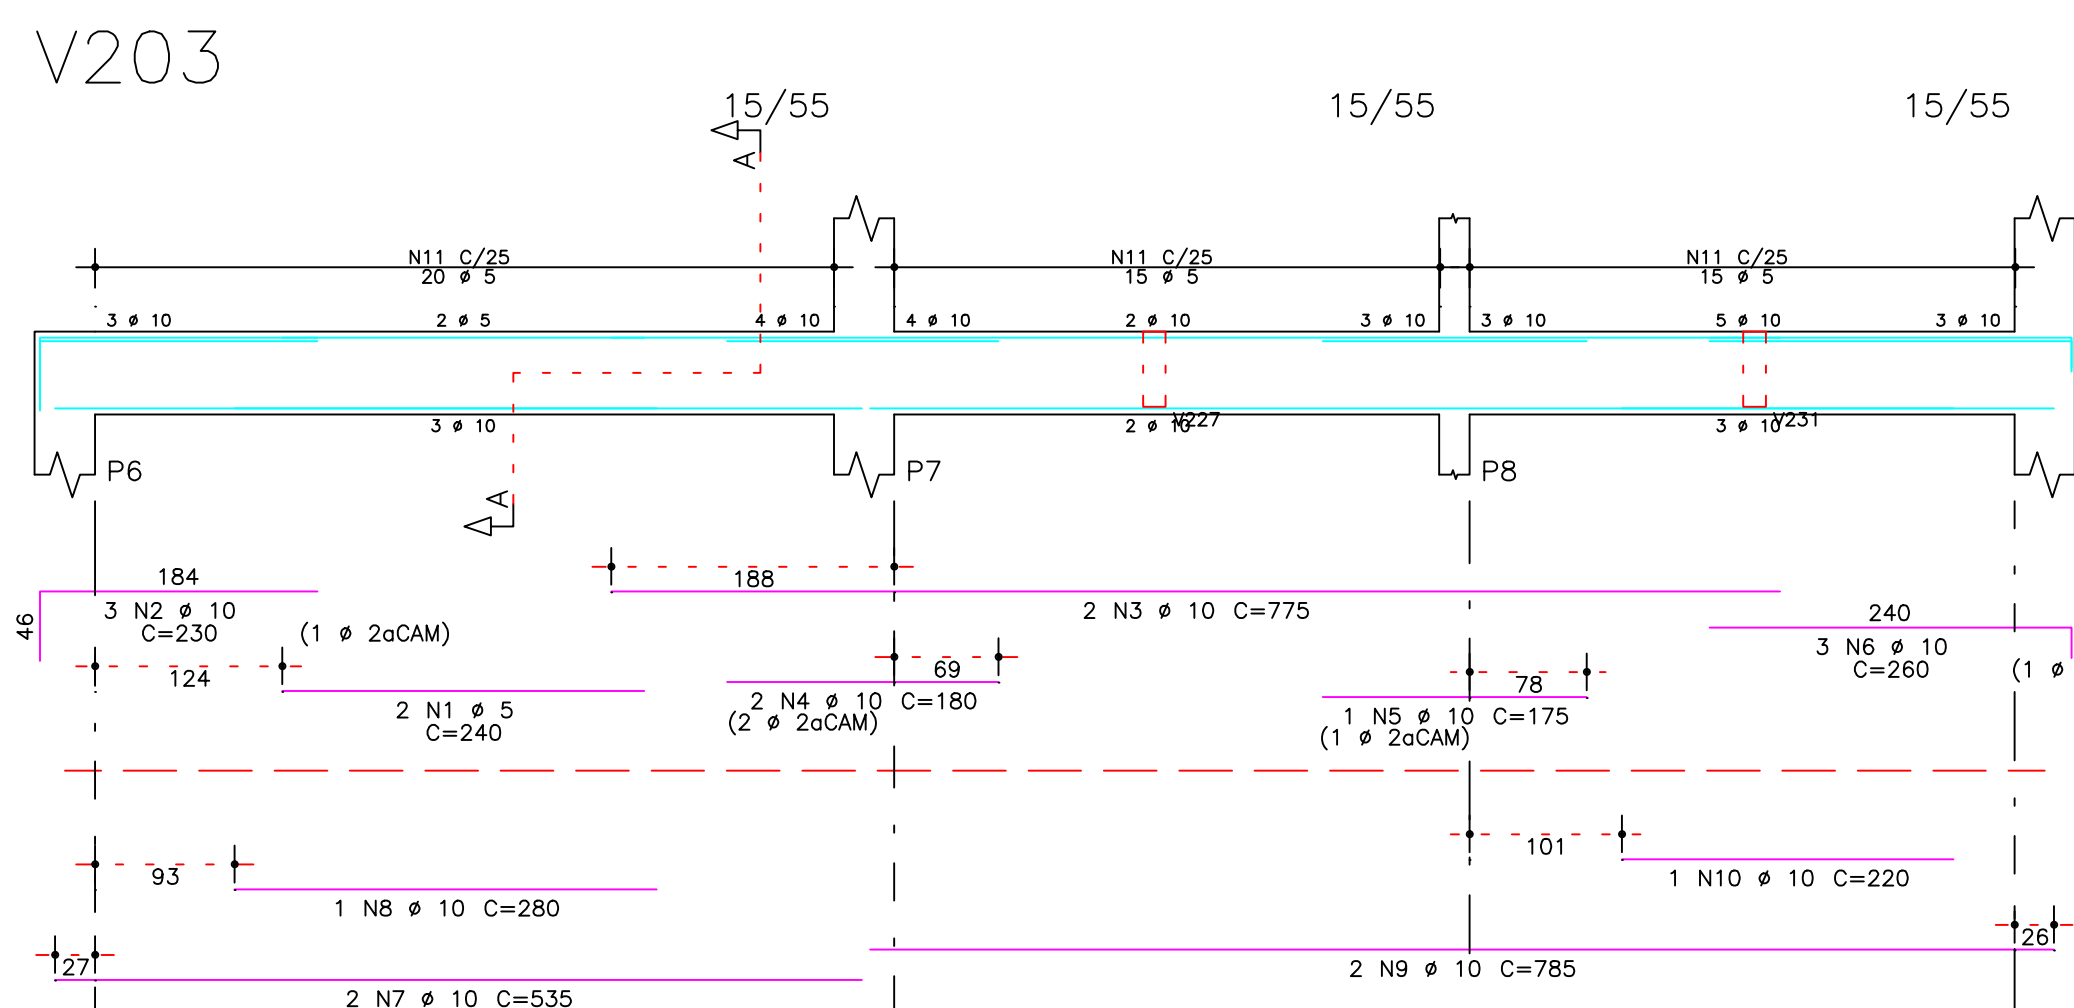 V203
15/55 15/55 15/55
A
N11 C/25 N11 C/25 N11 C/25
20 ø 5 15 ø 5 15 ø 5
3 ø 10 2 ø 5 4 ø 10 4 ø 10 2 ø 10 3 ø 10 3 ø 10 5 ø 10 3 ø 10
3 ø 10 2 ø 10 V227 3 ø 10 V231
P6 P7 P8
A
184 188
46 3 N2 ø 10 2 N3 ø 10 C=775 240
C=230 (1 ø 2aCAM) 3 N6 ø 10
124 69 C=260 (1 ø
78
2 N1 ø 5 2 N4 ø 10 C=180 1 N5 ø 10 C=175
C=240 (2 ø 2aCAM) (1 ø 2aCAM)
101
93 1 N10 ø 10 C=220
1 N8 ø 10 C=280
26
27 2 N9 ø 10 C=785
2 N7 ø 10 C=535